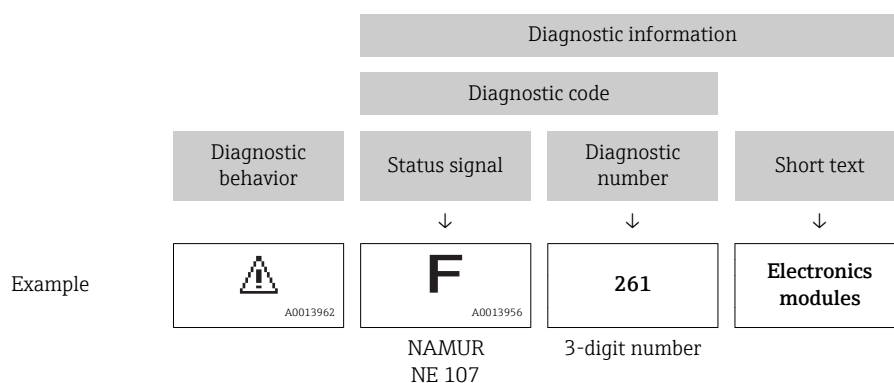 Diagnostic information
Diagnostic code
Diagnostic
behavior
Status signal
Diagnostic
number
Short text
↓
↓
↓
Example
A0013962
F
A0013956
261
Electronics
modules
NAMUR
NE 107
3-digit number